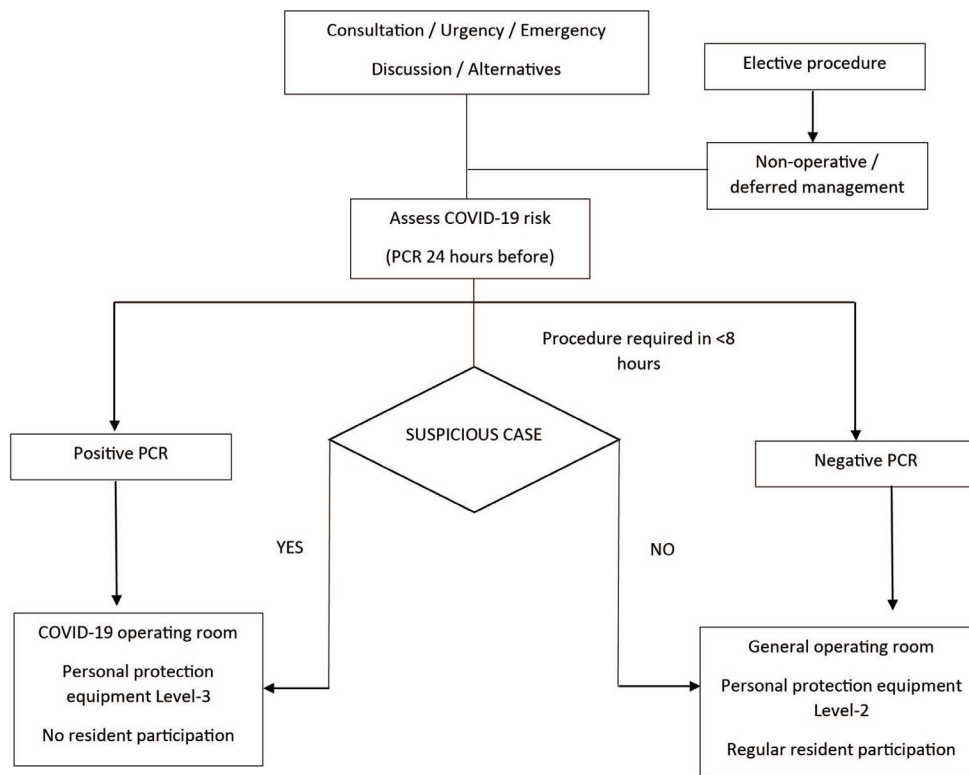 Consultation / Urgency / Emergency
Discussion / Alternatives
Elective procedure
Non-operative /
deferred management
Assess COVID-19 risk
(PCR 24 hours before)
Procedure required in <8
hours
SUSPICIOUS CASE
Positive PCR
Negative PCR
YES
NO
COVID-19 operating room
Personal protection
equipment Level-3
No resident participation
General operating room
Personal protection equipment
Level-2
Regular resident participation